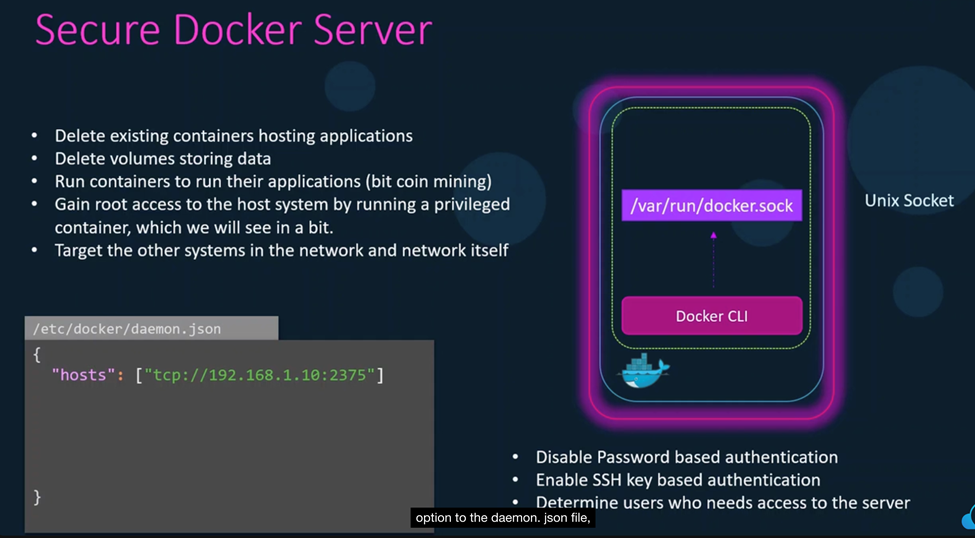 Secure Docker Server
• Delete existing containers hosting applications
• Delete volumes storing data
• Run containers to run their applications (bit coin mining)
• Gain root access to the host system by running a privileged
container, which we will see in a bit.
• Target the other systems in the network and network itself
/etc/docker/daemon.json
{
"hosts": ["tcp://192.168.1.10:2375"]
}
/var/run/docker.sock
Docker CLI
Unix Socket
• Disable Password based authentication
• Enable SSH key based authentication
• Determine users who needs access to the server
option to the daemon. json file,